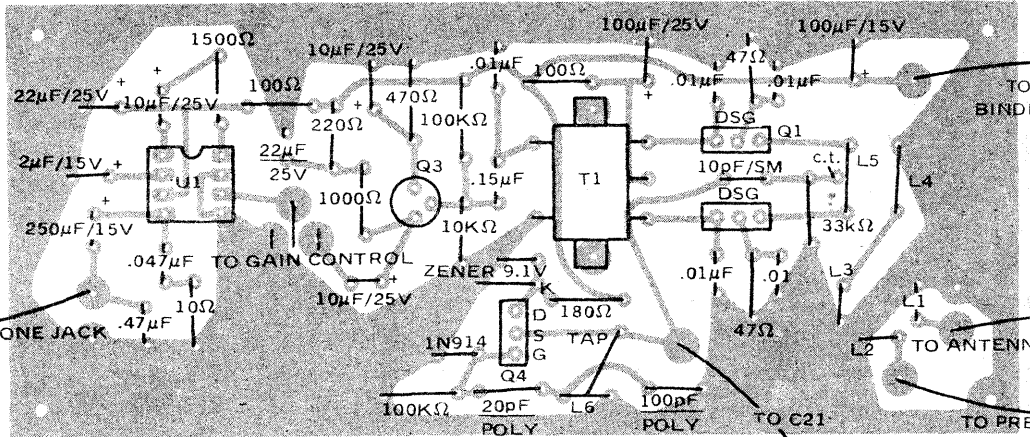 1500Ω
10µF/25V
100µF/25V
100µF/15V
.01µF
47Ω
100Ω
100Ω
.01µF
.01µF
TO
22µF/25V
10µF/25V
470Ω
BINDE
220Ω
100KΩ
DSG
Q1
22µF
25V
2µF/15V
U1
Q3
T1
10pF/SM
c.t.
L5
L4
.15µF
DSG
1000Ω
250µF/15V
10KΩ
33kΩ
TO GAIN CONTROL
.047µF
ZENER 9.1V
.01µF
.01
L3
10µF/25V
K
10Ω
D
180Ω
L1
ONE JACK
.47µF
S
TAP
47Ω
L2
TO ANTENN
1N914
G
Q4
100KΩ
20pF
POLY
L6
100pF
POLY
TO C21
TO PRE